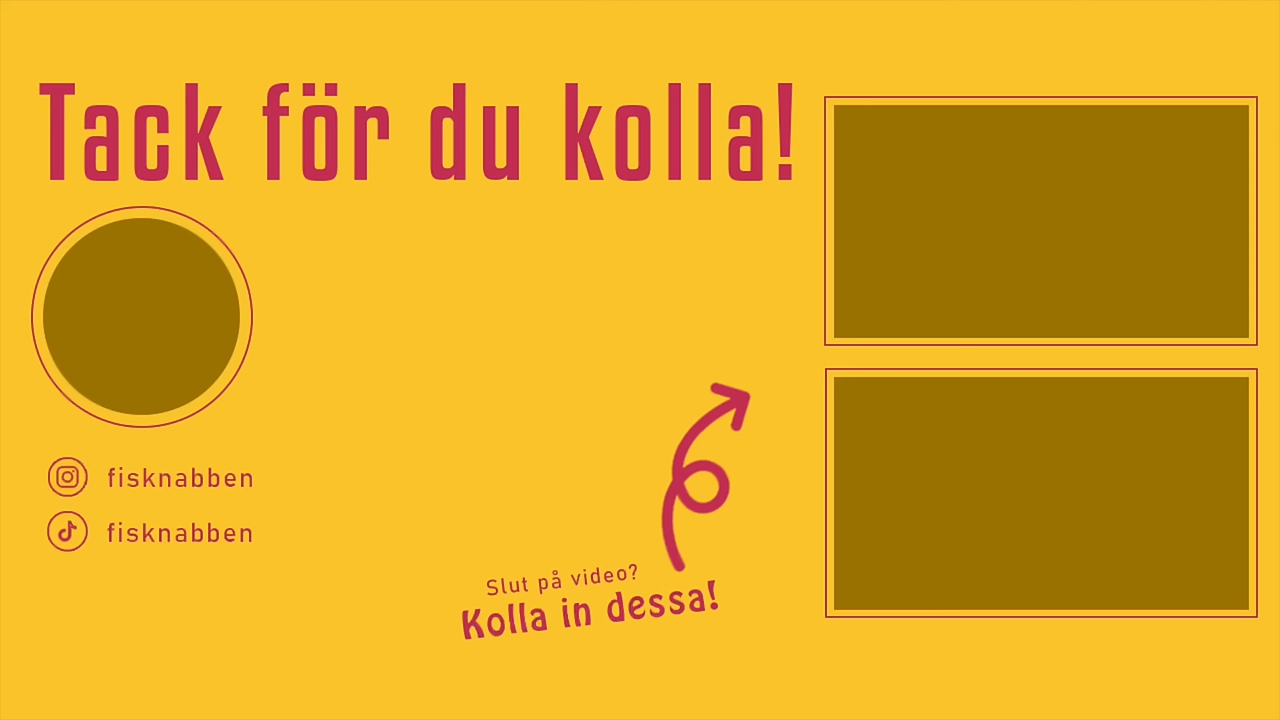 Tack för du kolla!
fisknabben
fisknabben
Slut på video?
Kolla in dessa!